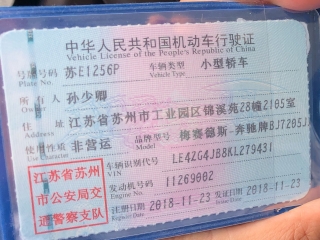 中华人民共和国机动车行驶证
Vehicle License of the People's Republic of China
号牌号码 苏E1256P 车辆类型 小型轿车
Plate No. Vehicle Type
所有人 孙少卿
Owner
住址 江苏省苏州市工业园区锦溪苑28幢2105室
Address
使用性质 非营运 品牌型号 梅赛德斯-奔驰牌BJ7205J
Use Character Model
江苏省苏州市公安局交通警察支队
车辆识别代号 LE4ZG4JB8KL279431
VIN
发动机号码 11269002
Engine No.
注册日期 2018-11-23 发证日期 2018-11-23
Register Date Issue Date